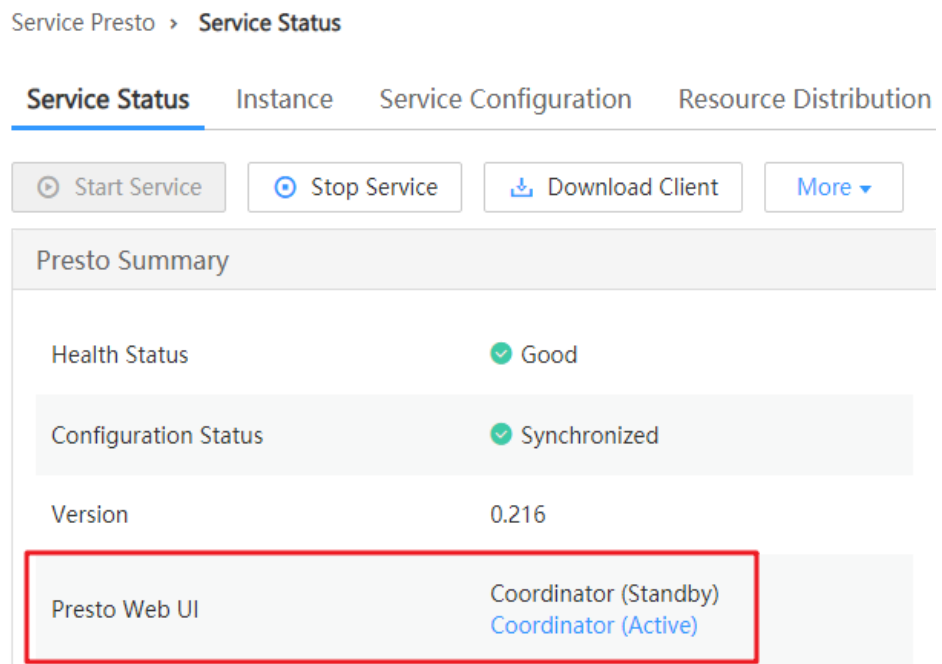 Service Presto > Service Status
Service Status Instance Service Configuration Resource Distribution
Start Service Stop Service Download Client More
Presto Summary
Health Status Good
Configuration Status Synchronized
Version 0.216
Presto Web UI Coordinator (Standby)
Coordinator (Active)